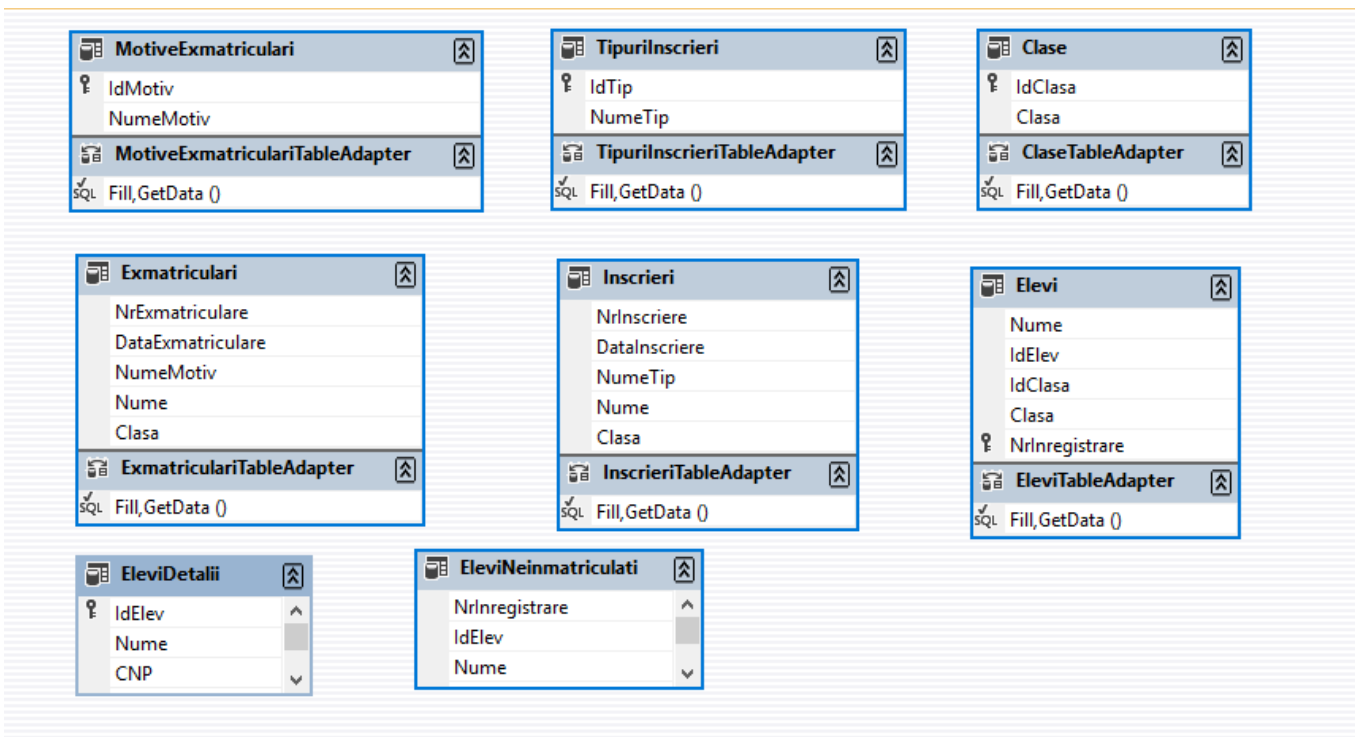 MotiveExmatriculari
IdMotiv
NumeMotiv
MotiveExmatriculariTableAdapter
SQL Fill,GetData ()
TipuriInscrieri
IdTip
NumeTip
TipuriInscrieriTableAdapter
SQL Fill,GetData ()
Clase
IdClasa
Clasa
ClaseTableAdapter
SQL Fill,GetData ()
Exmatriculari
NrExmatriculare
DataExmatriculare
NumeMotiv
Nume
Clasa
ExmatriculariTableAdapter
SQL Fill,GetData ()
Inscrieri
NrInscriere
DataInscriere
NumeTip
Nume
Clasa
InscrieriTableAdapter
SQL Fill,GetData ()
Elevi
Nume
IdElev
IdClasa
Clasa
NrInregistrare
EleviTableAdapter
SQL Fill,GetData ()
EleviDetalii
IdElev
Nume
CNP
EleviNeinmatriculati
NrInregistrare
IdElev
Nume